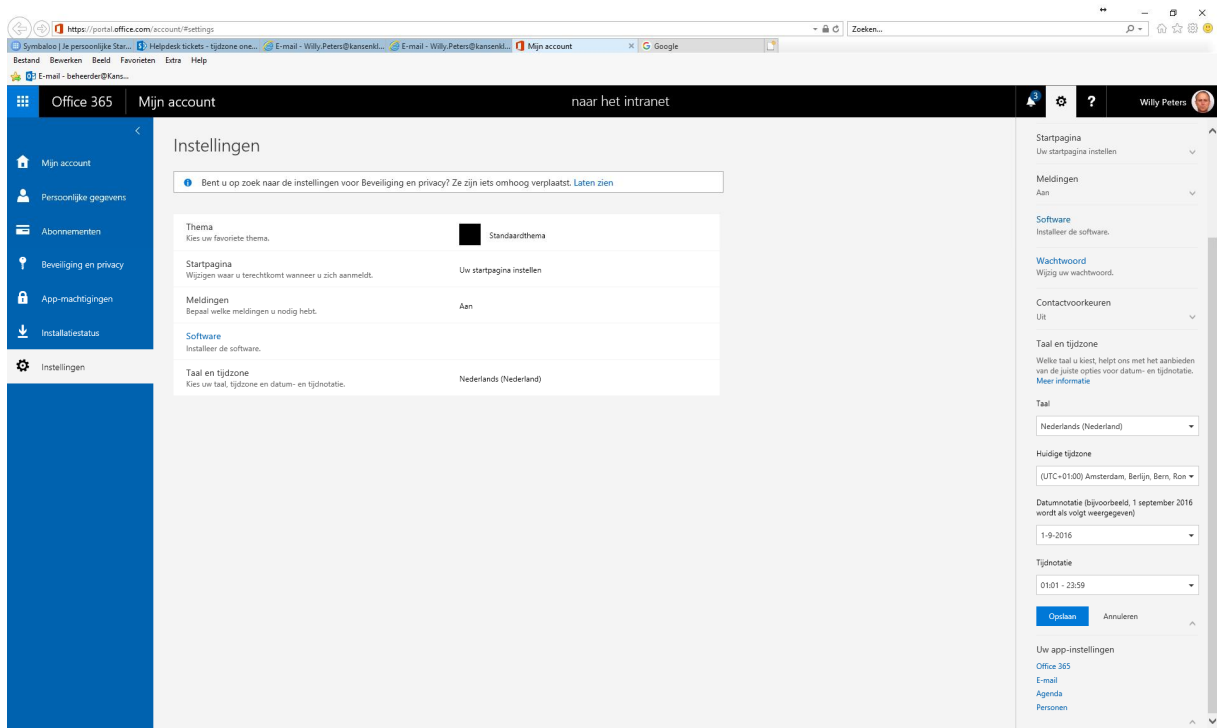 https://portal.office.com/account/#settings
Zoeken...
Symbaloo | Je persoonlijke Star...
Helpdesk tickets - tijdzone one...
E-mail - Willy.Peters@kansenkl...
E-mail - Willy.Peters@kansenkl...
Mijn account
Google
Bestand Bewerken Beeld Favorieten Extra Help
E-mail - beheerder@Kans...
Office 365
Mijn account
naar het intranet
3
?
Willy Peters
Mijn account
Persoonlijke gegevens
Abonnementen
Beveiliging en privacy
App-machtigingen
Installatiestatus
Instellingen
Instellingen
Bent u op zoek naar de instellingen voor Beveiliging en privacy? Ze zijn iets omhoog verplaatst. Laten zien
Thema
Kies uw favoriete thema.
Standaardthema
Startpagina
Wijzigen waar u terechtkomt wanneer u zich aanmeldt.
Uw startpagina instellen
Meldingen
Bepaal welke meldingen u nodig hebt.
Aan
Software
Installeer de software.
Taal en tijdzone
Kies uw taal, tijdzone en datum- en tijdnotatie.
Nederlands (Nederland)
Startpagina
Uw startpagina instellen
Meldingen
Aan
Software
Installeer de software.
Wachtwoord
Wijzig uw wachtwoord.
Contactvoorkeuren
Uit
Taal en tijdzone
Welke taal u kiest, helpt ons met het aanbieden
van de juiste opties voor datum- en tijdnotatie.
Meer informatie
Taal
Nederlands (Nederland)
Huidige tijdzone
(UTC+01:00) Amsterdam, Berlijn, Bern, Ron
Datumnotatie (bijvoorbeeld, 1 september 2016
wordt als volgt weergegeven)
1-9-2016
Tijdnotatie
01:01 - 23:59
Opslaan
Annuleren
Uw app-instellingen
Office 365
E-mail
Agenda
Personen